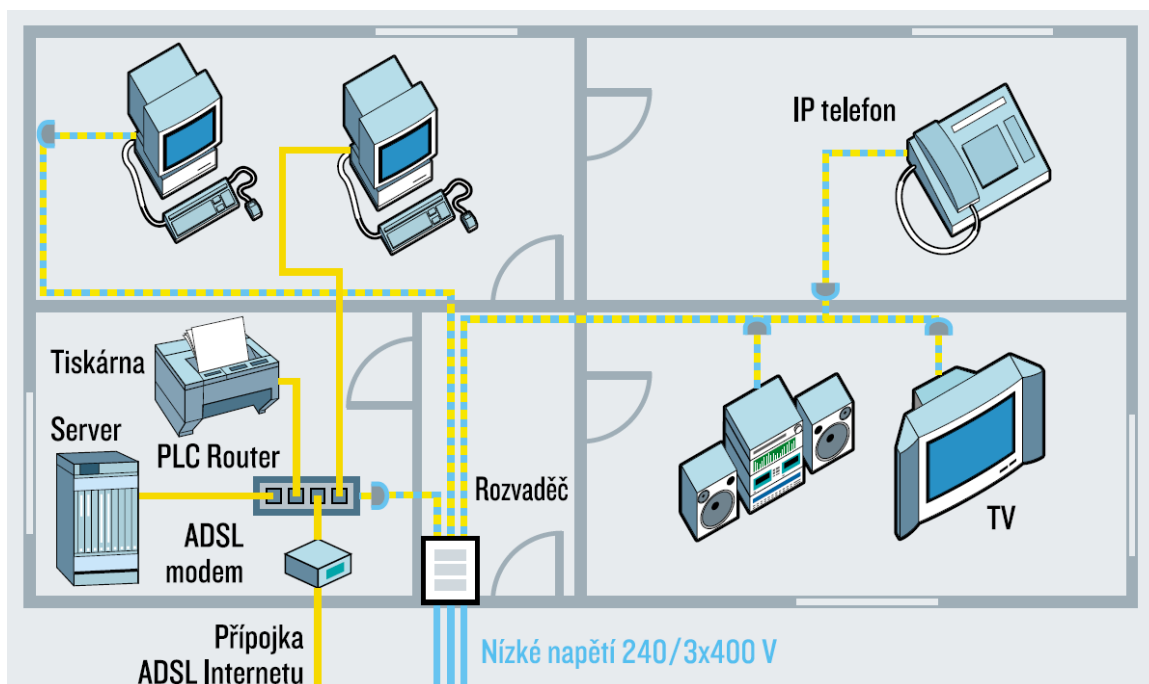 IP telefon
Tiskárna
Server
PLC Router
Rozvaděč
ADSL
modem
TV
Přípojka
ADSL Internetu
Nízké napětí 240/3x400 V